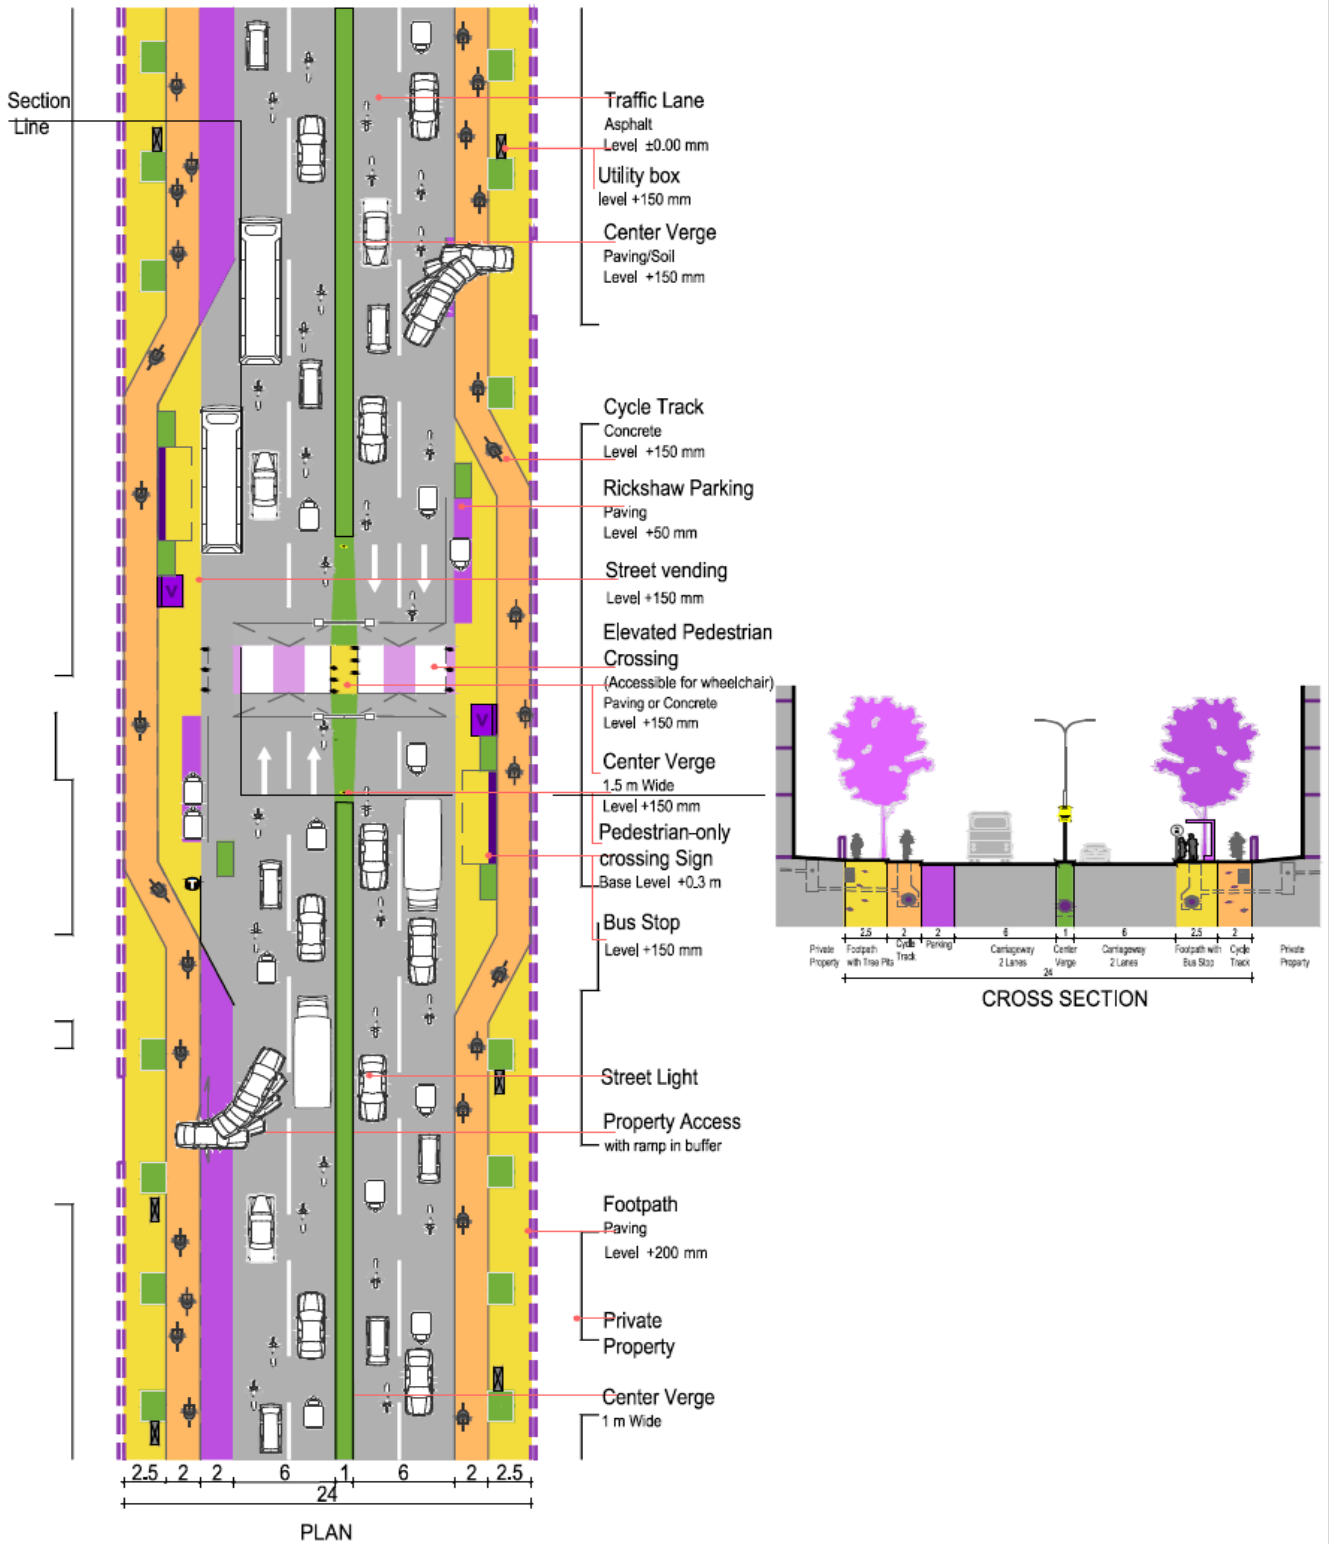 Section
Line
Traffic Lane
Asphalt
Level ±0.00 mm
Utility box
level +150 mm
Center Verge
Paving/Soil
Level +150 mm
Cycle Track
Concrete
Level +150 mm
Rickshaw Parking
Paving
Level +50 mm
Street vending
Level +150 mm
Elevated Pedestrian
Crossing
(Accessible for wheelchair)
Paving or Concrete
Level +150 mm
Center Verge
1.5 m Wide
Level +150 mm
Pedestrian-only
crossing Sign
Base Level +0.3 m
Bus Stop
Level +150 mm
Street Light
Property Access
with ramp in buffer
Footpath
Paving
Level +200 mm
Private
Property
Center Verge
1 m Wide
V
V
T
2.5 2 2 6 1 6 2 2.5
24
PLAN
2.5 2 2 6 1 6 2.5 2
Private Property
Footpath with Tree Pits
Cycle Track
Parking
Carriageway 2 Lanes
Center Verge
Carriageway 2 Lanes
Footpath with Bus Stop
Cycle Track
Private Property
24
CROSS SECTION